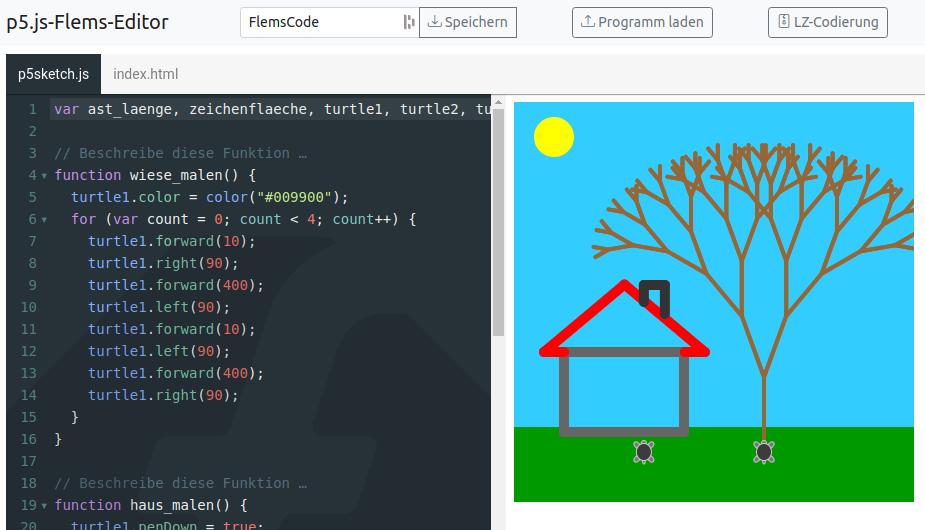 p5.js-Flems-Editor
FlemsCode
Speichern
Programm laden
LZ-Codierung
p5sketch.js
index.html
1 var ast_laenge, zeichenflaeche, turtle1, turtle2, tu
2
3 // Beschreibe diese Funktion …
4 function wiese_malen() {
5 turtle1.color = color("#009900");
6 for (var count = 0; count < 4; count++) {
7 turtle1.forward(10);
8 turtle1.right(90);
9 turtle1.forward(400);
10 turtle1.left(90);
11 turtle1.forward(10);
12 turtle1.left(90);
13 turtle1.forward(400);
14 turtle1.right(90);
15 }
16 }
17
18 // Beschreibe diese Funktion …
19 function haus_malen() {
20 turtle1.penDown = true;